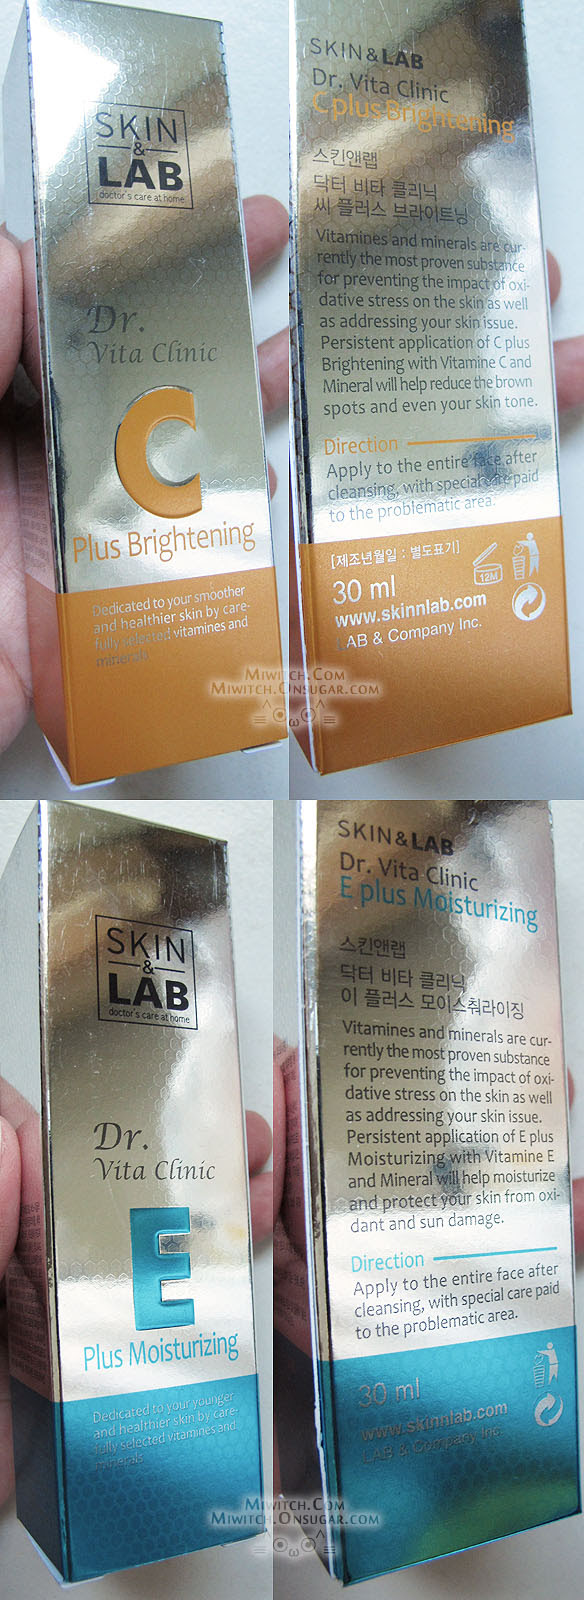 SKIN
&
LAB
doctor's care at home
Dr.
Vita Clinic
C
Plus Brightening
Dedicated to your smoother
and healthier skin by care-
fully selected vitamines and
minerals
SKIN&LAB
Dr. Vita Clinic
C plus Brightening
스킨앤랩
닥터 비타 클리닉
씨 플러스 브라이트닝
Vitamines and minerals are cur-
rently the most proven substance
for preventing the impact of oxi-
dative stress on the skin as well
as addressing your skin issue.
Persistent application of C plus
Brightening with Vitamine C and
Mineral will help reduce the brown
spots and even your skin tone.
Direction
Apply to the entire face after
cleansing, with special care paid
to the problematic area.
[제조년월일 : 별도표기]
12M
30 ml
www.skinnlab.com
LAB & Company Inc.
Miwitch.Com
Miwitch.Onsugar.com
SKIN
&
LAB
doctor's care at home
Dr.
Vita Clinic
E
Plus Moisturizing
Dedicated to your younger
and healthier skin by care-
fully selected vitamines and
minerals
SKIN&LAB
Dr. Vita Clinic
E plus Moisturizing
스킨앤랩
닥터 비타 클리닉
이 플러스 모이스춰라이징
Vitamines and minerals are cur-
rently the most proven substance
for preventing the impact of oxi-
dative stress on the skin as well
as addressing your skin issue.
Persistent application of E plus
Moisturizing with Vitamine E
and Mineral will help moisturize
and protect your skin from oxi-
dant and sun damage.
Direction
Apply to the entire face after
cleansing, with special care paid
to the problematic area.
30 ml
www.skinnlab.com
LAB & Company Inc.
Miwitch.Com
Miwitch.Onsugar.com